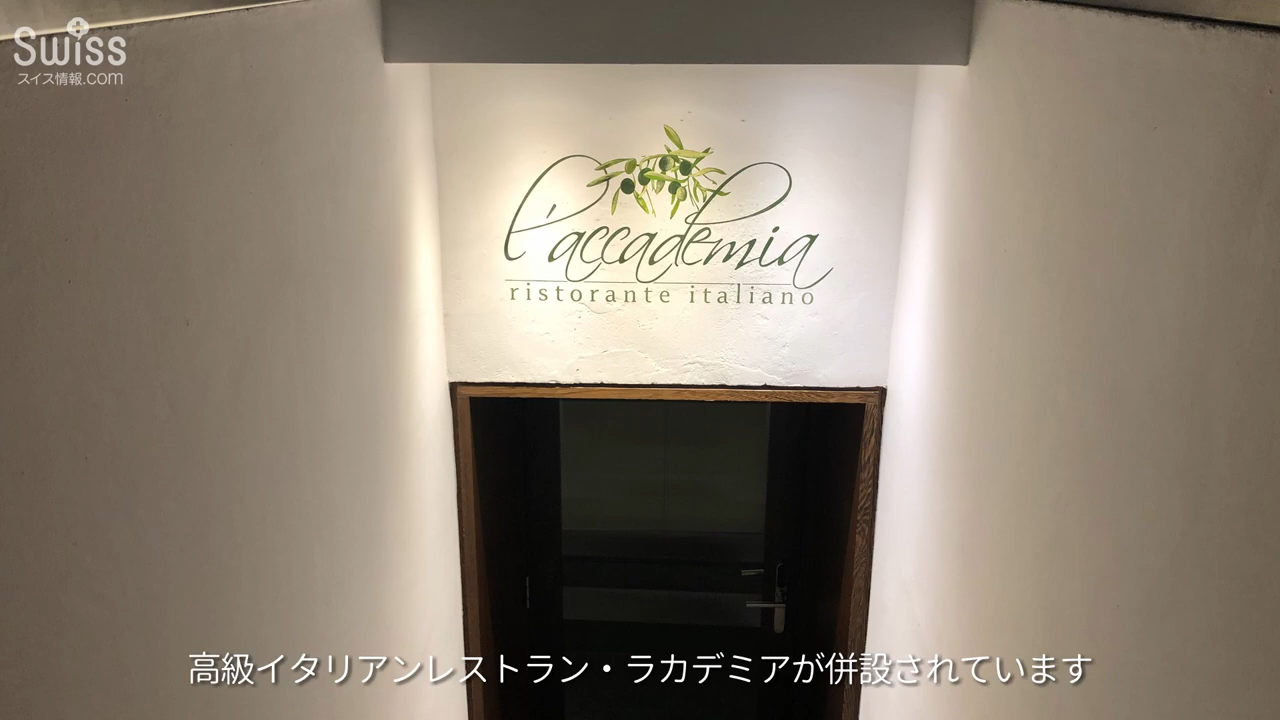 Swiss
スイス情報.com
l'accademia
ristorante italiano
高級イタリアンレストラン・ラカデミアが併設されています